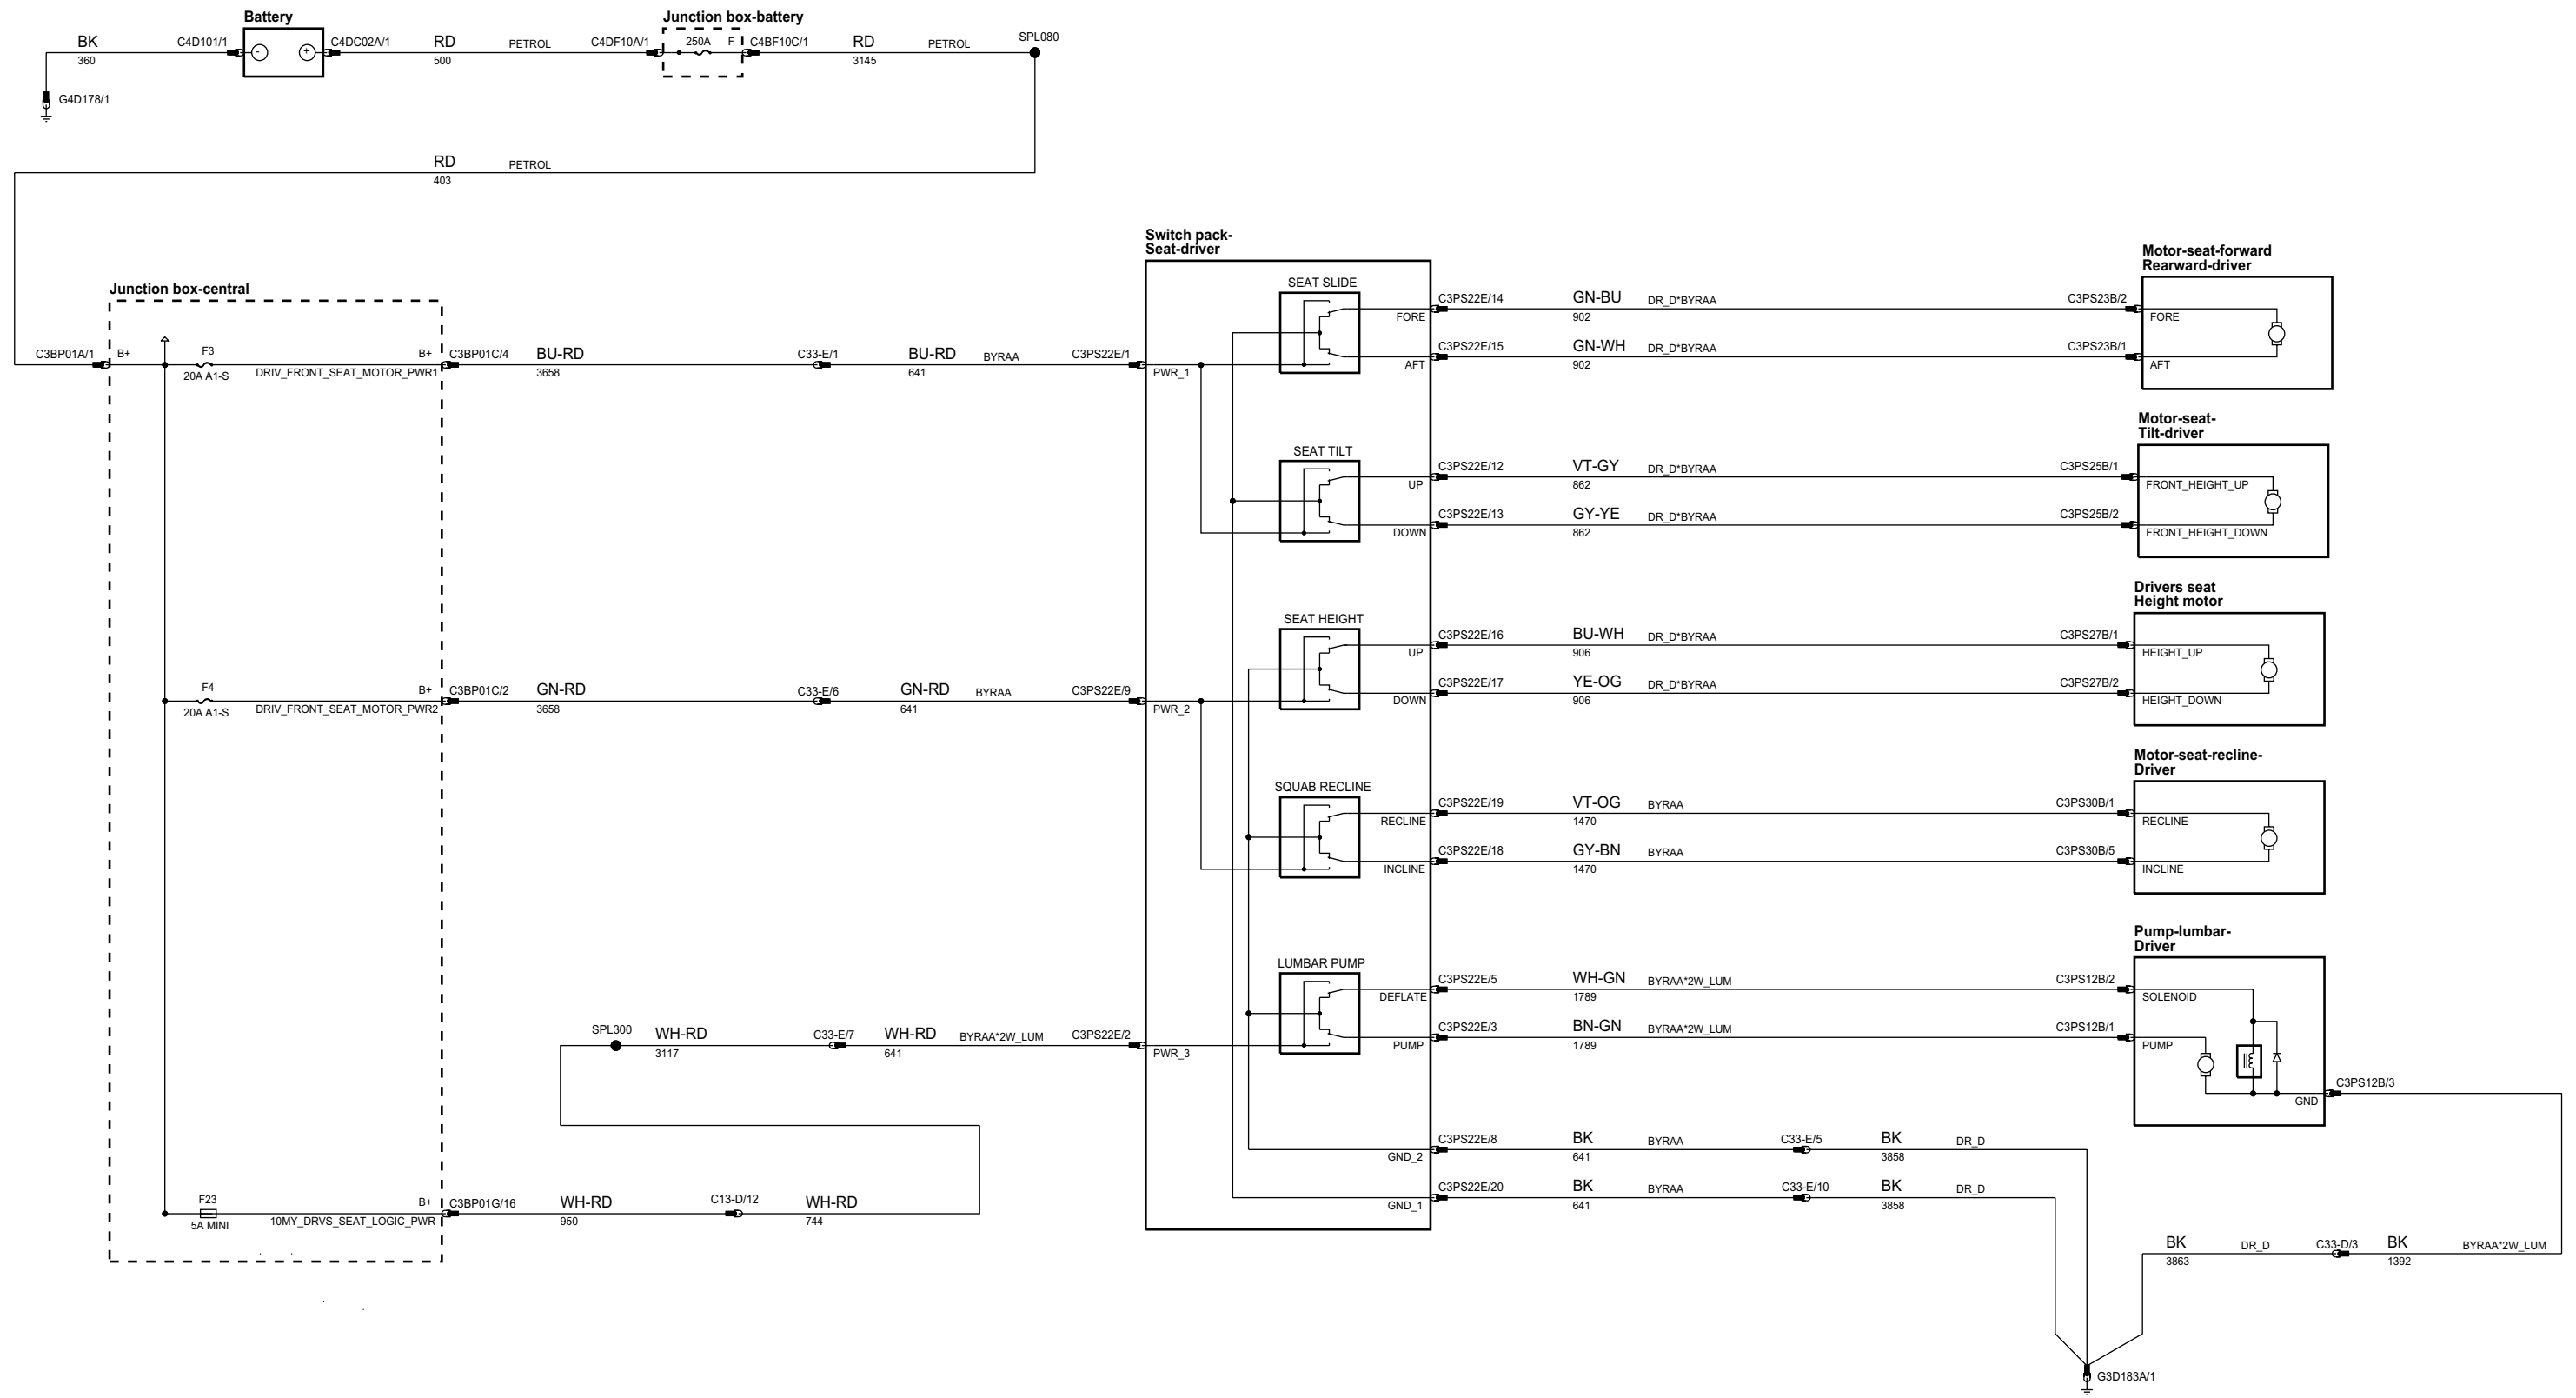 Battery
Junction box-battery
BK
360
C4D101/1
-
+
C4DC02A/1
RD
500
PETROL
C4DF10A/1
250A
F
C4BF10C/1
RD
3145
PETROL
SPL080
G4D178/1
RD
403
PETROL
Switch pack-
Seat-driver
Junction box-central
C3BP01A/1
B+
F3
20A A1-S
B+
DRIV_FRONT_SEAT_MOTOR_PWR1
C3BP01C/4
BU-RD
3658
C33-E/1
BU-RD
641
BYRAA
C3PS22E/1
PWR_1
SEAT SLIDE
FORE
AFT
C3PS22E/14
GN-BU
902
DR_D*BYRAA
C3PS23B/2
C3PS22E/15
GN-WH
902
DR_D*BYRAA
C3PS23B/1
Motor-seat-forward
Rearward-driver
FORE
AFT
SEAT TILT
UP
DOWN
C3PS22E/12
VT-GY
862
DR_D*BYRAA
C3PS25B/1
C3PS22E/13
GY-YE
862
DR_D*BYRAA
C3PS25B/2
Motor-seat-
Tilt-driver
FRONT_HEIGHT_UP
FRONT_HEIGHT_DOWN
F4
20A A1-S
B+
DRIV_FRONT_SEAT_MOTOR_PWR2
C3BP01C/2
GN-RD
3658
C33-E/6
GN-RD
641
BYRAA
C3PS22E/9
PWR_2
SEAT HEIGHT
UP
DOWN
C3PS22E/16
BU-WH
906
DR_D*BYRAA
C3PS27B/1
C3PS22E/17
YE-OG
906
DR_D*BYRAA
C3PS27B/2
Drivers seat
Height motor
HEIGHT_UP
HEIGHT_DOWN
SQUAB RECLINE
RECLINE
INCLINE
C3PS22E/19
VT-OG
1470
BYRAA
C3PS30B/1
C3PS22E/18
GY-BN
1470
BYRAA
C3PS30B/5
Motor-seat-recline-
Driver
RECLINE
INCLINE
SPL300
WH-RD
3117
C33-E/7
WH-RD
641
BYRAA*2W_LUM
C3PS22E/2
PWR_3
LUMBAR PUMP
DEFLATE
PUMP
C3PS22E/5
WH-GN
1789
BYRAA*2W_LUM
C3PS12B/2
C3PS22E/3
BN-GN
1789
BYRAA*2W_LUM
C3PS12B/1
Pump-lumbar-
Driver
SOLENOID
PUMP
GND
C3PS12B/3
GND_2
C3PS22E/8
BK
641
BYRAA
C33-E/5
BK
3858
DR_D
GND_1
C3PS22E/20
BK
641
BYRAA
C33-E/10
BK
3858
DR_D
F23
5A MINI
B+
10MY_DRVS_SEAT_LOGIC_PWR
C3BP01G/16
WH-RD
950
C13-D/12
WH-RD
744
BK
3863
DR_D
C33-D/3
BK
1392
BYRAA*2W_LUM
G3D183A/1